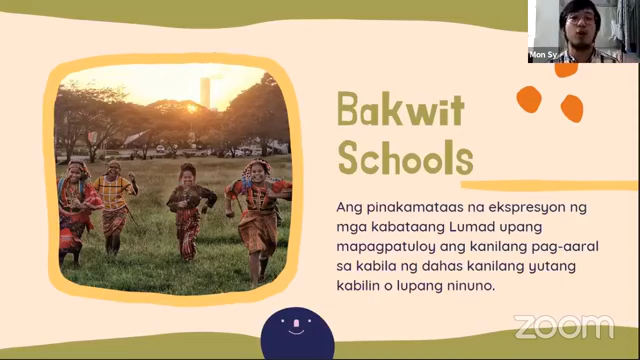 Mon Sy
Bakwit
Schools
Ang pinakamataas na ekspresyon ng
mga kabataang Lumad upang
mapagpatuloy ang kanilang pag-aaral
sa kabila ng dahas kanilang yutang
kabilin o lupang ninuno.
zoom